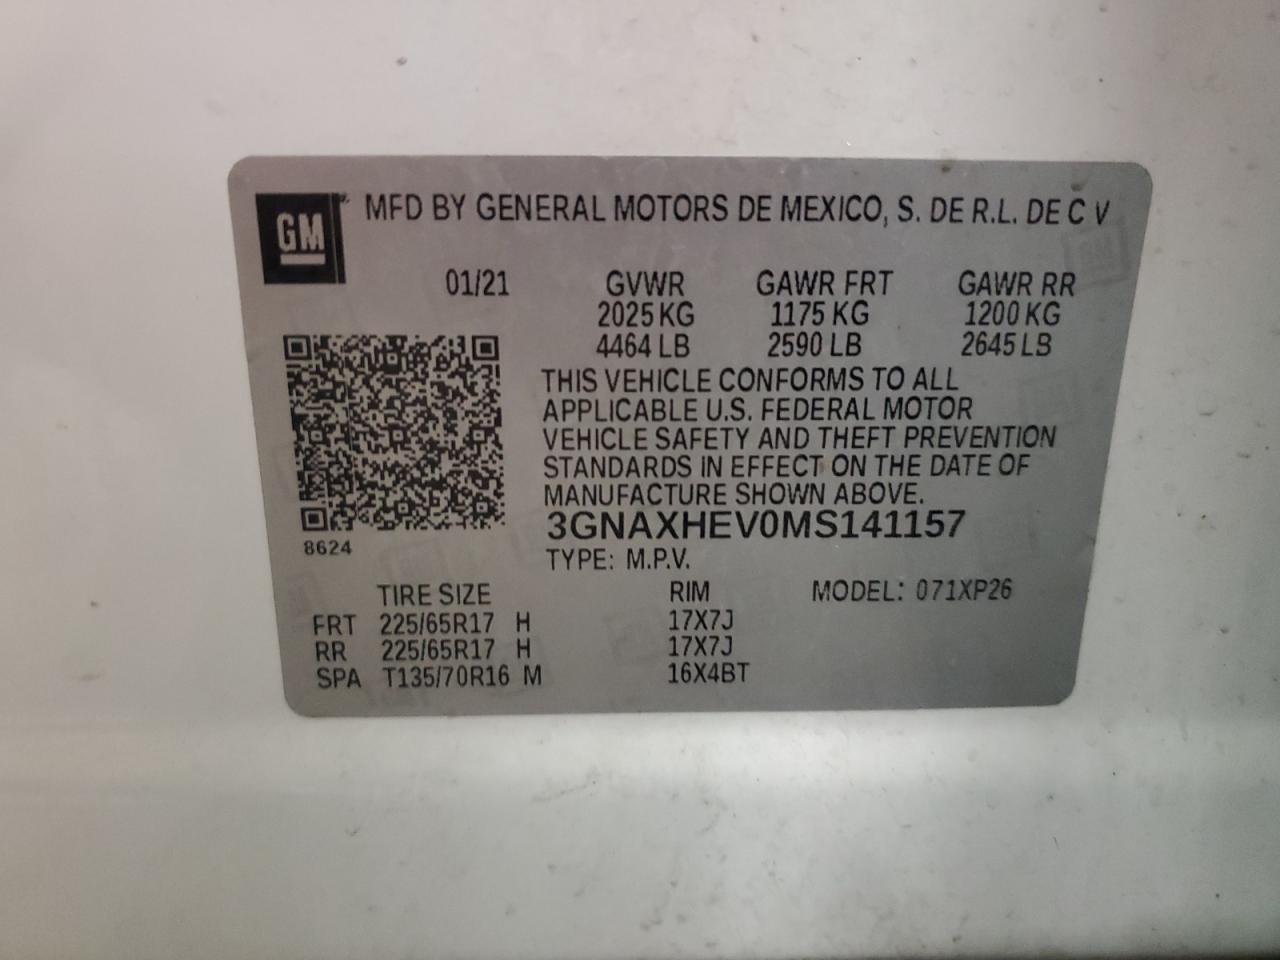 GM MFD BY GENERAL MOTORS DE MEXICO, S. DE R.L. DE C V
01/21 GVWR GAWR FRT GAWR RR
2025 KG 1175 KG 1200 KG
4464 LB 2590 LB 2645 LB
THIS VEHICLE CONFORMS TO ALL
APPLICABLE U.S. FEDERAL MOTOR
VEHICLE SAFETY AND THEFT PREVENTION
STANDARDS IN EFFECT ON THE DATE OF
MANUFACTURE SHOWN ABOVE.
3GNAXHEV0MS141157
8624
TYPE: M.P.V.
TIRE SIZE RIM MODEL: 071XP26
FRT 225/65R17 H 17X7J
RR 225/65R17 H 17X7J
SPA T135/70R16 M 16X4BT